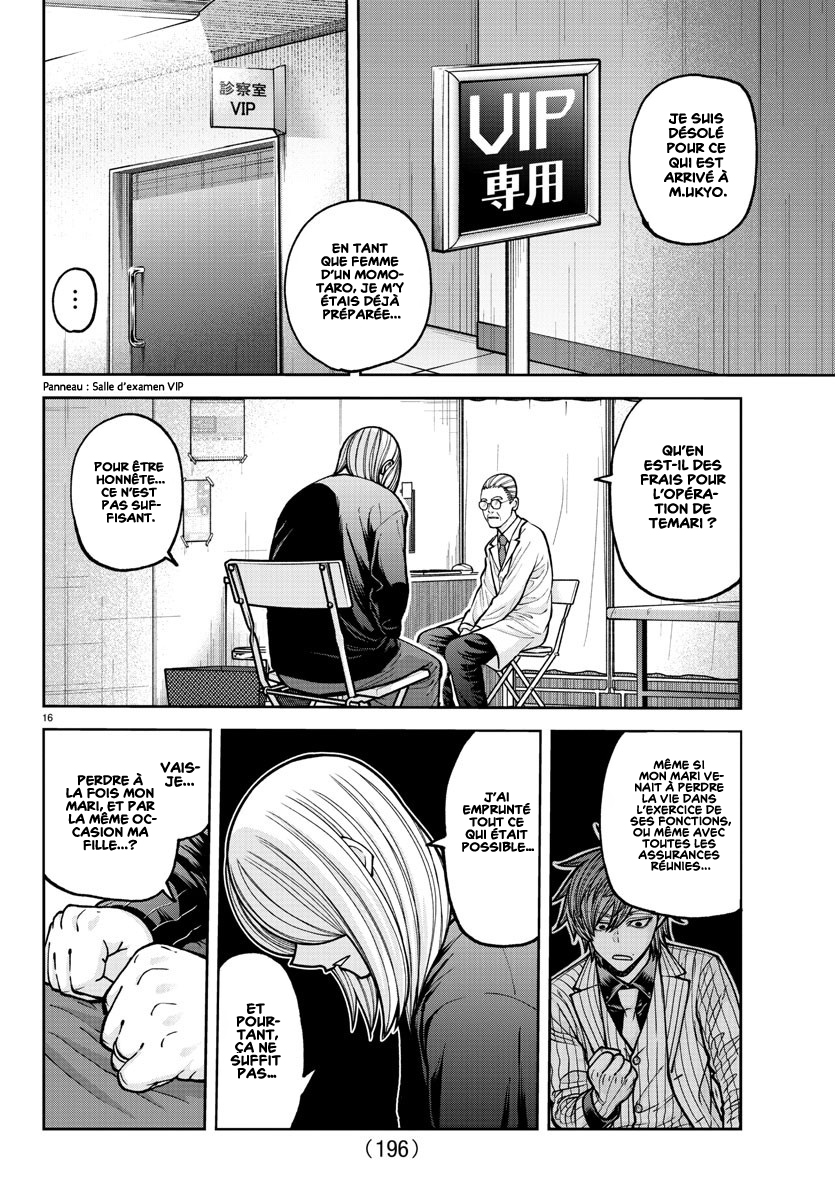 JE SUIS
DÉSOLÉ
POUR CE
QUI EST
ARRIVÉ À
M.UKYO.
VIP
専用
EN TANT
QUE FEMME
D'UN MOMO-
TARO, JE M'Y
ÉTAIS DÉJÀ
PRÉPARÉE...
診察室
VIP
...
Panneau : Salle d'examen VIP
QU'EN
EST-IL DES
FRAIS POUR
L'OPÉRA-
TION DE
TEMARI ?
POUR ÊTRE
HONNÊTE...
CE N'EST
PAS SUF-
FISANT.
16
MÊME SI
MON MARI VE-
NAIT À PERDRE
LA VIE DANS
L'EXERCICE DE
SES FONCTIONS,
OU MÊME AVEC
TOUTES LES
ASSURANCES
RÉUNIES...
J'AI
EMPRUNTÉ
TOUT CE
QUI ÉTAIT
POSSIBLE...
ET
POUR-
TANT,
ÇA NE
SUFFIT
PAS...
VAIS-
JE...
PERDRE À
LA FOIS MON
MARI, ET PAR
LA MÊME OC-
CASION MA
FILLE...?
(196)